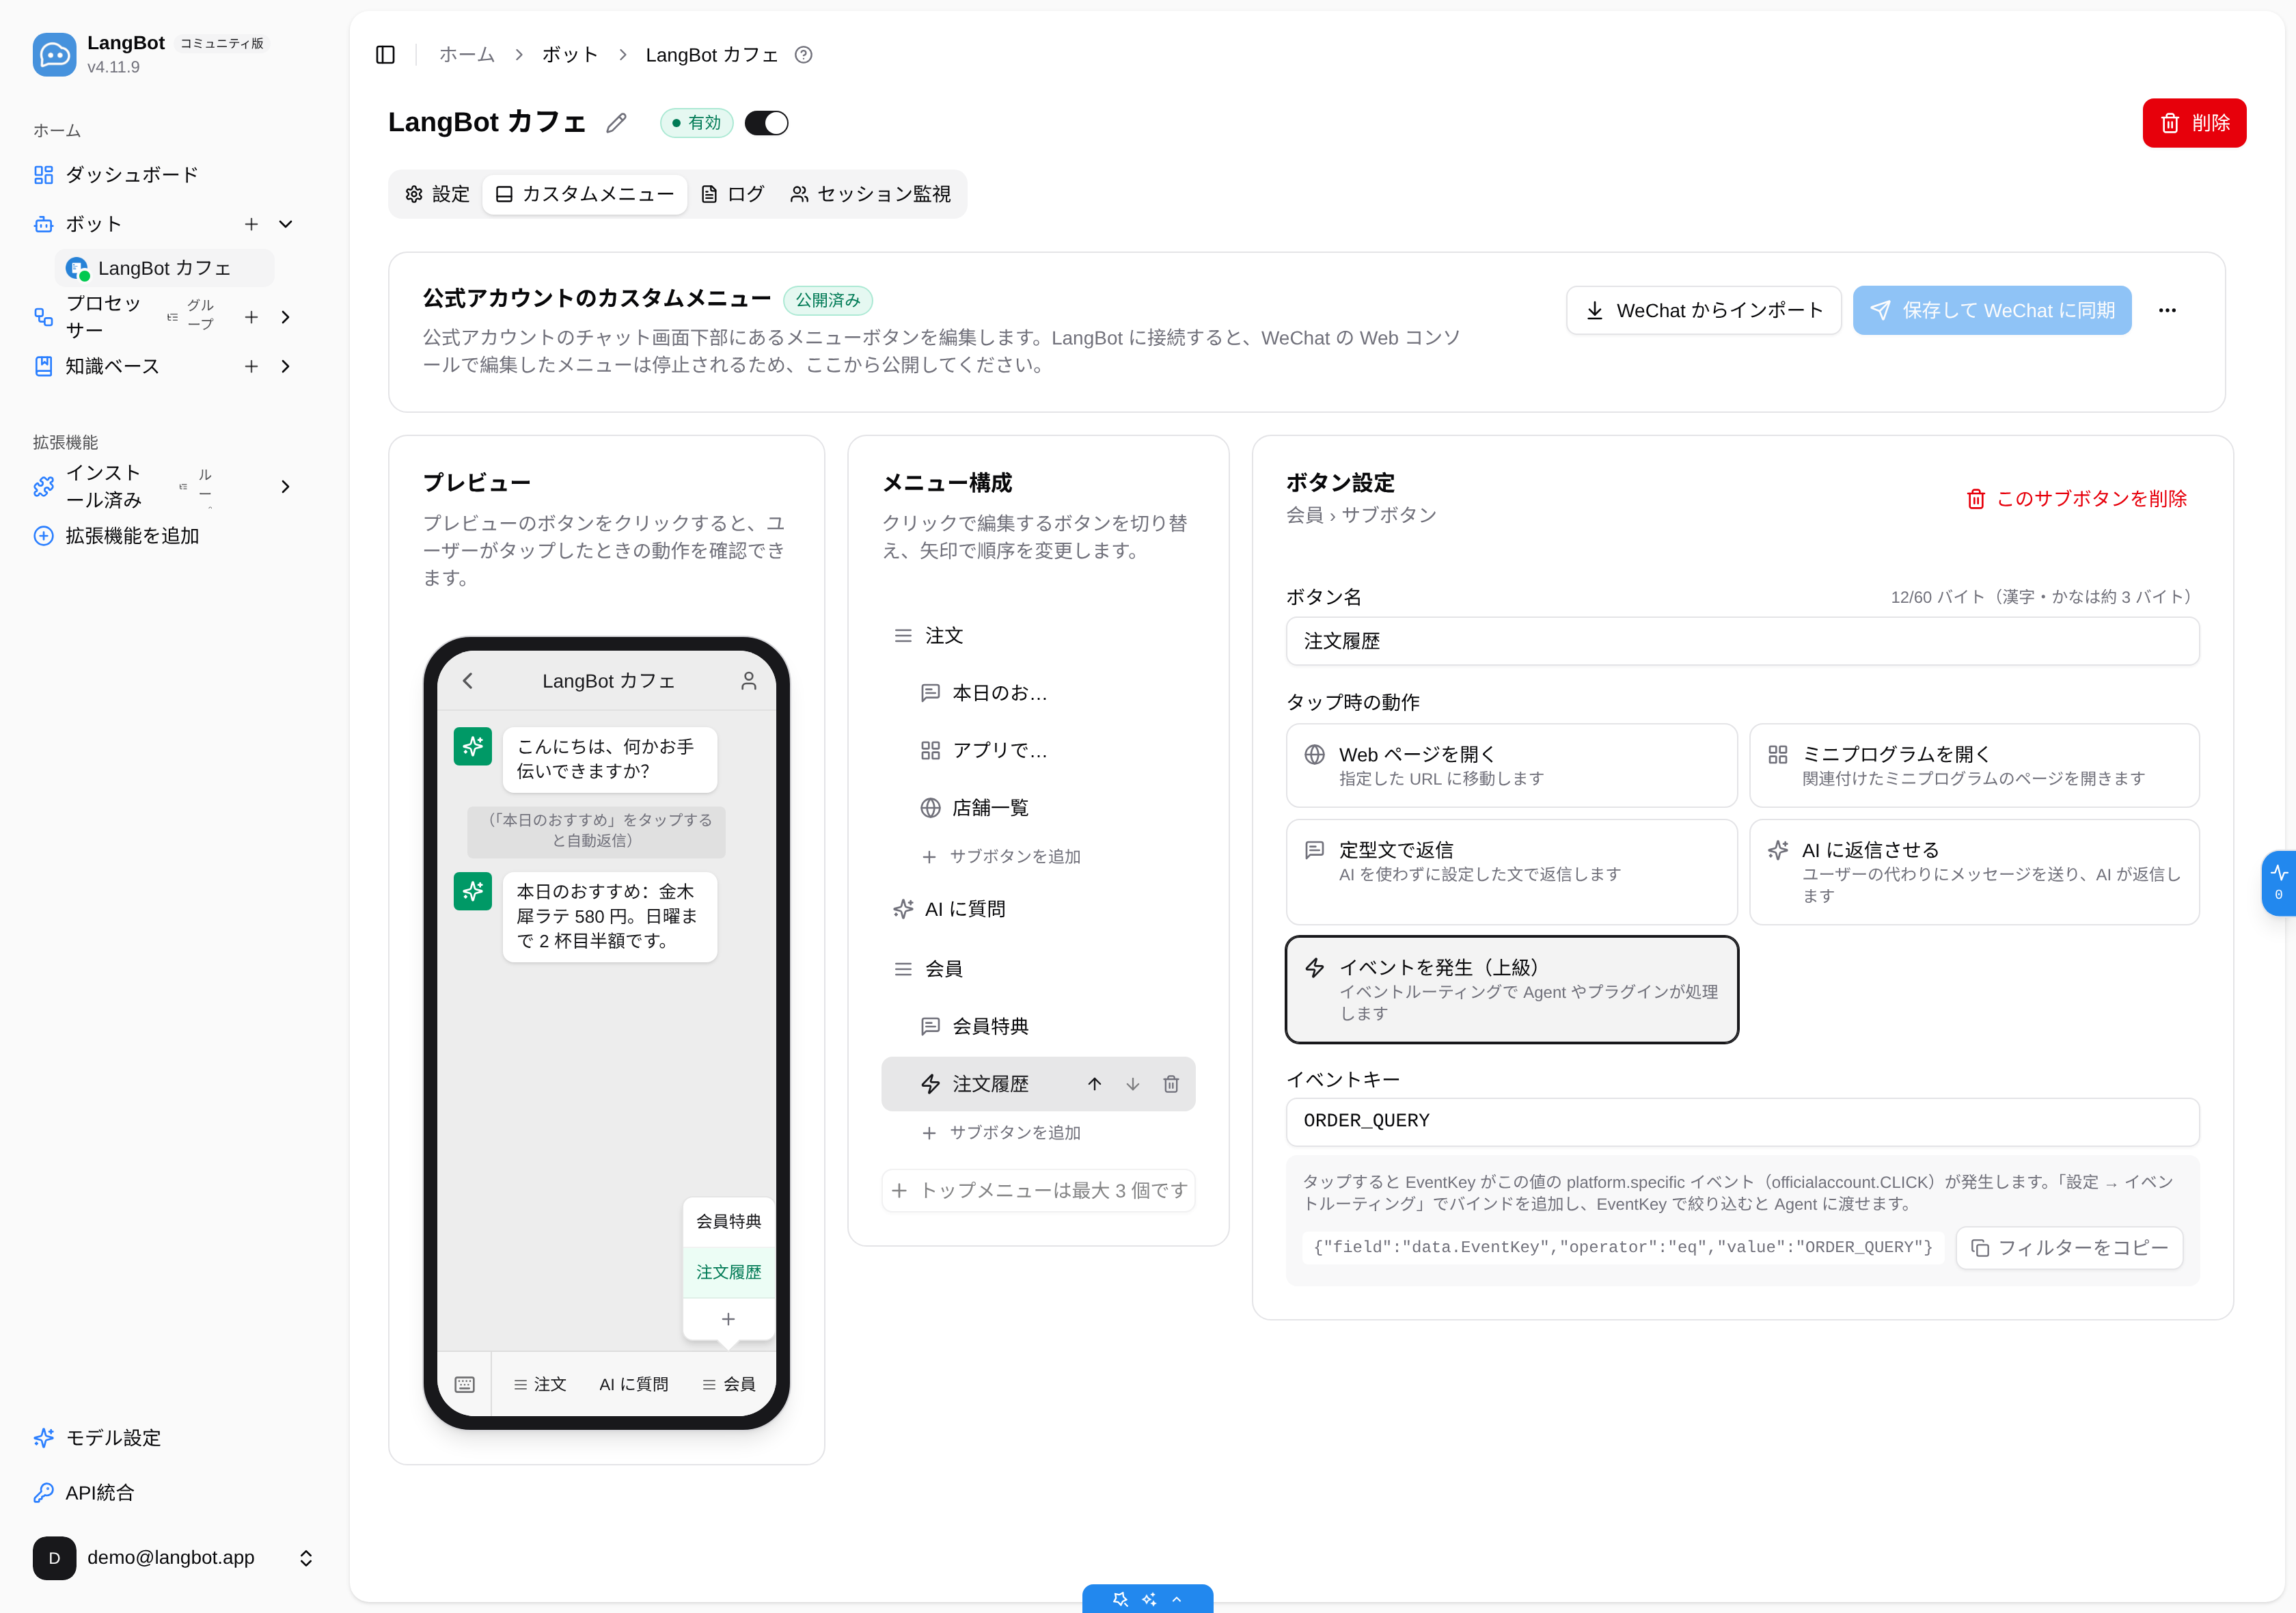 LangBot コミュニティ版
v4.11.9
ホーム
ダッシュボード
ボット
LangBot カフェ
プロセッ
サー
グル
ープ
知識ベース
拡張機能
インスト
ール済み
ル
ー
拡張機能を追加
モデル設定
API統合
D demo@langbot.app
ホーム > ボット > LangBot カフェ
LangBot カフェ 有効
削除
設定 カスタムメニュー ログ セッション監視
公式アカウントのカスタムメニュー 公開済み
公式アカウントのチャット画面下部にあるメニューボタンを編集します。LangBot に接続すると、WeChat の Web コンソ
ールで編集したメニューは停止されるため、ここから公開してください。
WeChat からインポート
保存して WeChat に同期
プレビュー
プレビューのボタンをクリックすると、ユ
ーザーがタップしたときの動作を確認でき
ます。
LangBot カフェ
こんにちは、何かお手
伝いできますか?
（「本日のおすすめ」をタップする
と自動返信）
本日のおすすめ：金木
犀ラテ 580 円。日曜ま
で 2 杯目半額です。
会員特典
注文履歴
注文 AI に質問 会員
メニュー構成
クリックで編集するボタンを切り替
え、矢印で順序を変更します。
注文
本日のお…
アプリで…
店舗一覧
サブボタンを追加
AI に質問
会員
会員特典
注文履歴
サブボタンを追加
トップメニューは最大 3 個です
ボタン設定
会員 › サブボタン
このサブボタンを削除
ボタン名
12/60 バイト（漢字・かなは約 3 バイト）
注文履歴
タップ時の動作
Web ページを開く
指定した URL に移動します
ミニプログラムを開く
関連付けたミニプログラムのページを開きます
定型文で返信
AI を使わずに設定した文で返信します
AI に返信させる
ユーザーの代わりにメッセージを送り、AI が返信し
ます
イベントを発生（上級）
イベントルーティングで Agent やプラグインが処理
します
イベントキー
ORDER_QUERY
タップすると EventKey がこの値の platform.specific イベント（officialaccount.CLICK）が発生します。「設定 → イベン
トルーティング」でバインドを追加し、EventKey で絞り込むと Agent に渡せます。
{"field":"data.EventKey","operator":"eq","value":"ORDER_QUERY"}
フィルターをコピー
0